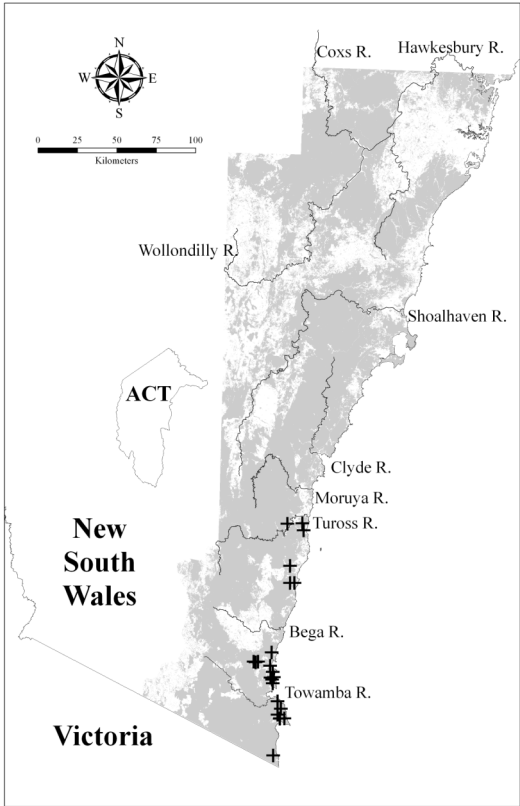 Coxs R.
Hawkesbury R.
N
W
E
S
0 25 50 75 100
Kilometers
Wollondilly R.
Shoalhaven R.
ACT
Clyde R.
Moruya R.
Tuross R.
New
South
Wales
Bega R.
Towamba R.
Victoria